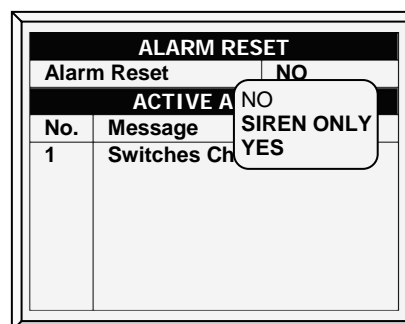 ALARM RESET
Alarm Reset NO
ACTIVE A
No. Message
1 Switches Ch
NO
SIREN ONLY
YES